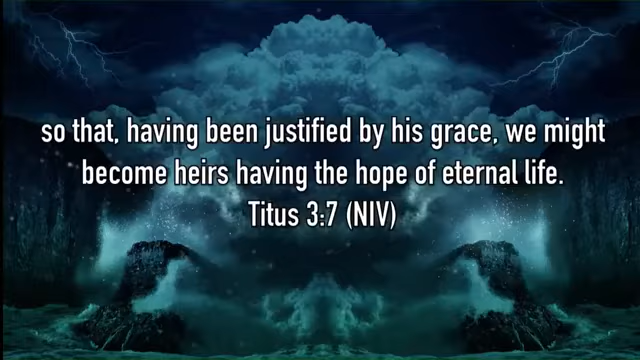 so that, having been justified by his grace, we might
become heirs having the hope of eternal life.
Titus 3:7 (NIV)